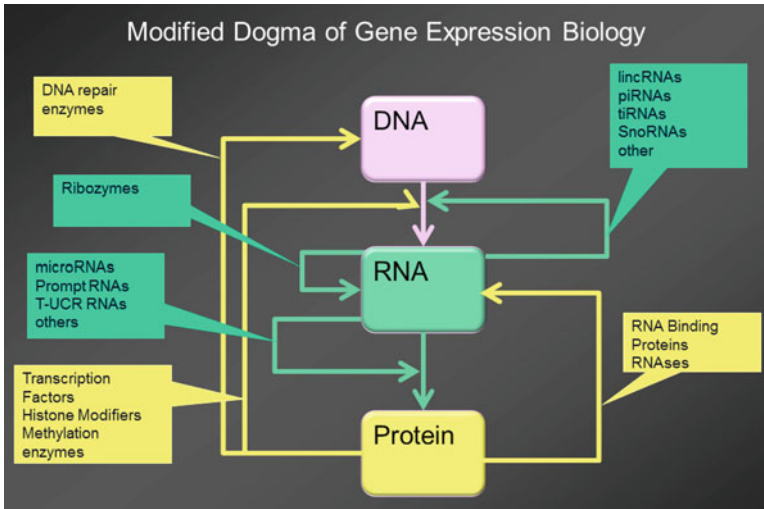 Modified Dogma of Gene Expression Biology
DNA repair
enzymes
lincRNAs
piRNAs
tiRNAs
SnoRNAs
other
DNA
Ribozymes
microRNAs
Prompt RNAs
T-UCR RNAs
others
RNA
RNA Binding
Proteins
RNAses
Transcription
Factors
Histone Modifiers
Methylation
enzymes
Protein